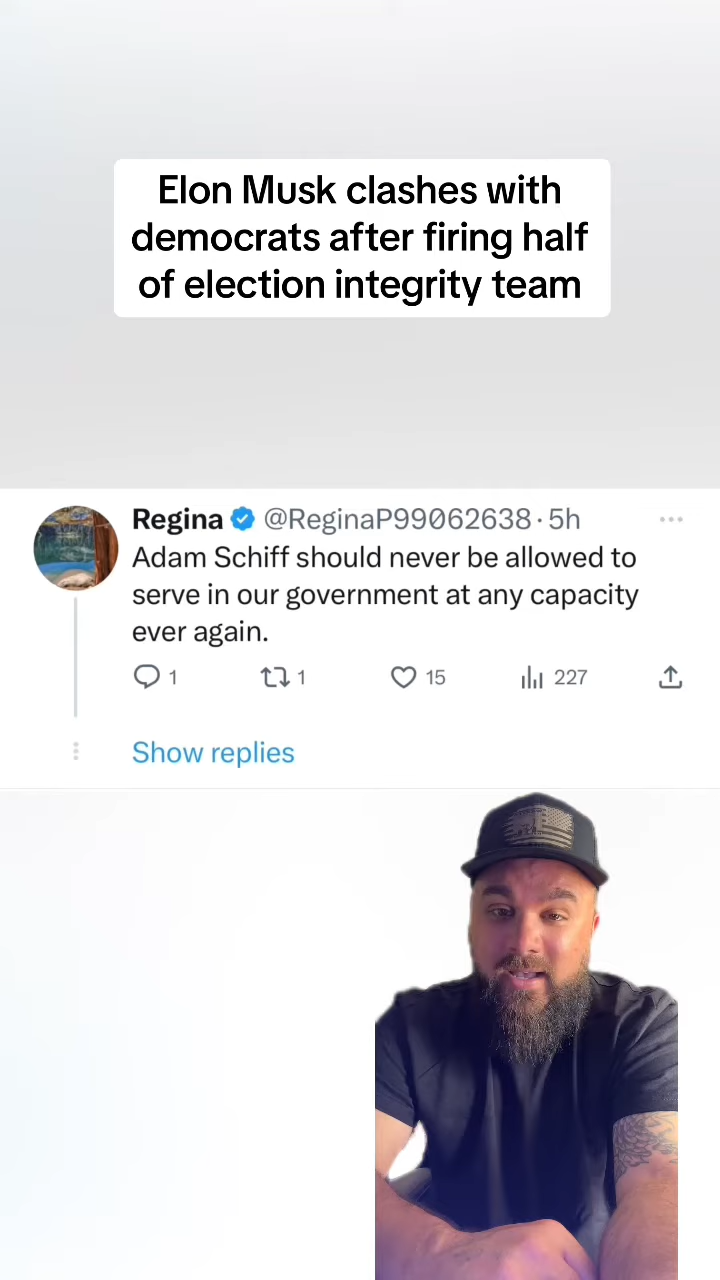 Elon Musk clashes with
democrats after firing half
of election integrity team
Regina @ReginaP99062638 · 5h
Adam Schiff should never be allowed to
serve in our government at any capacity
ever again.
1 1 15 227
Show replies